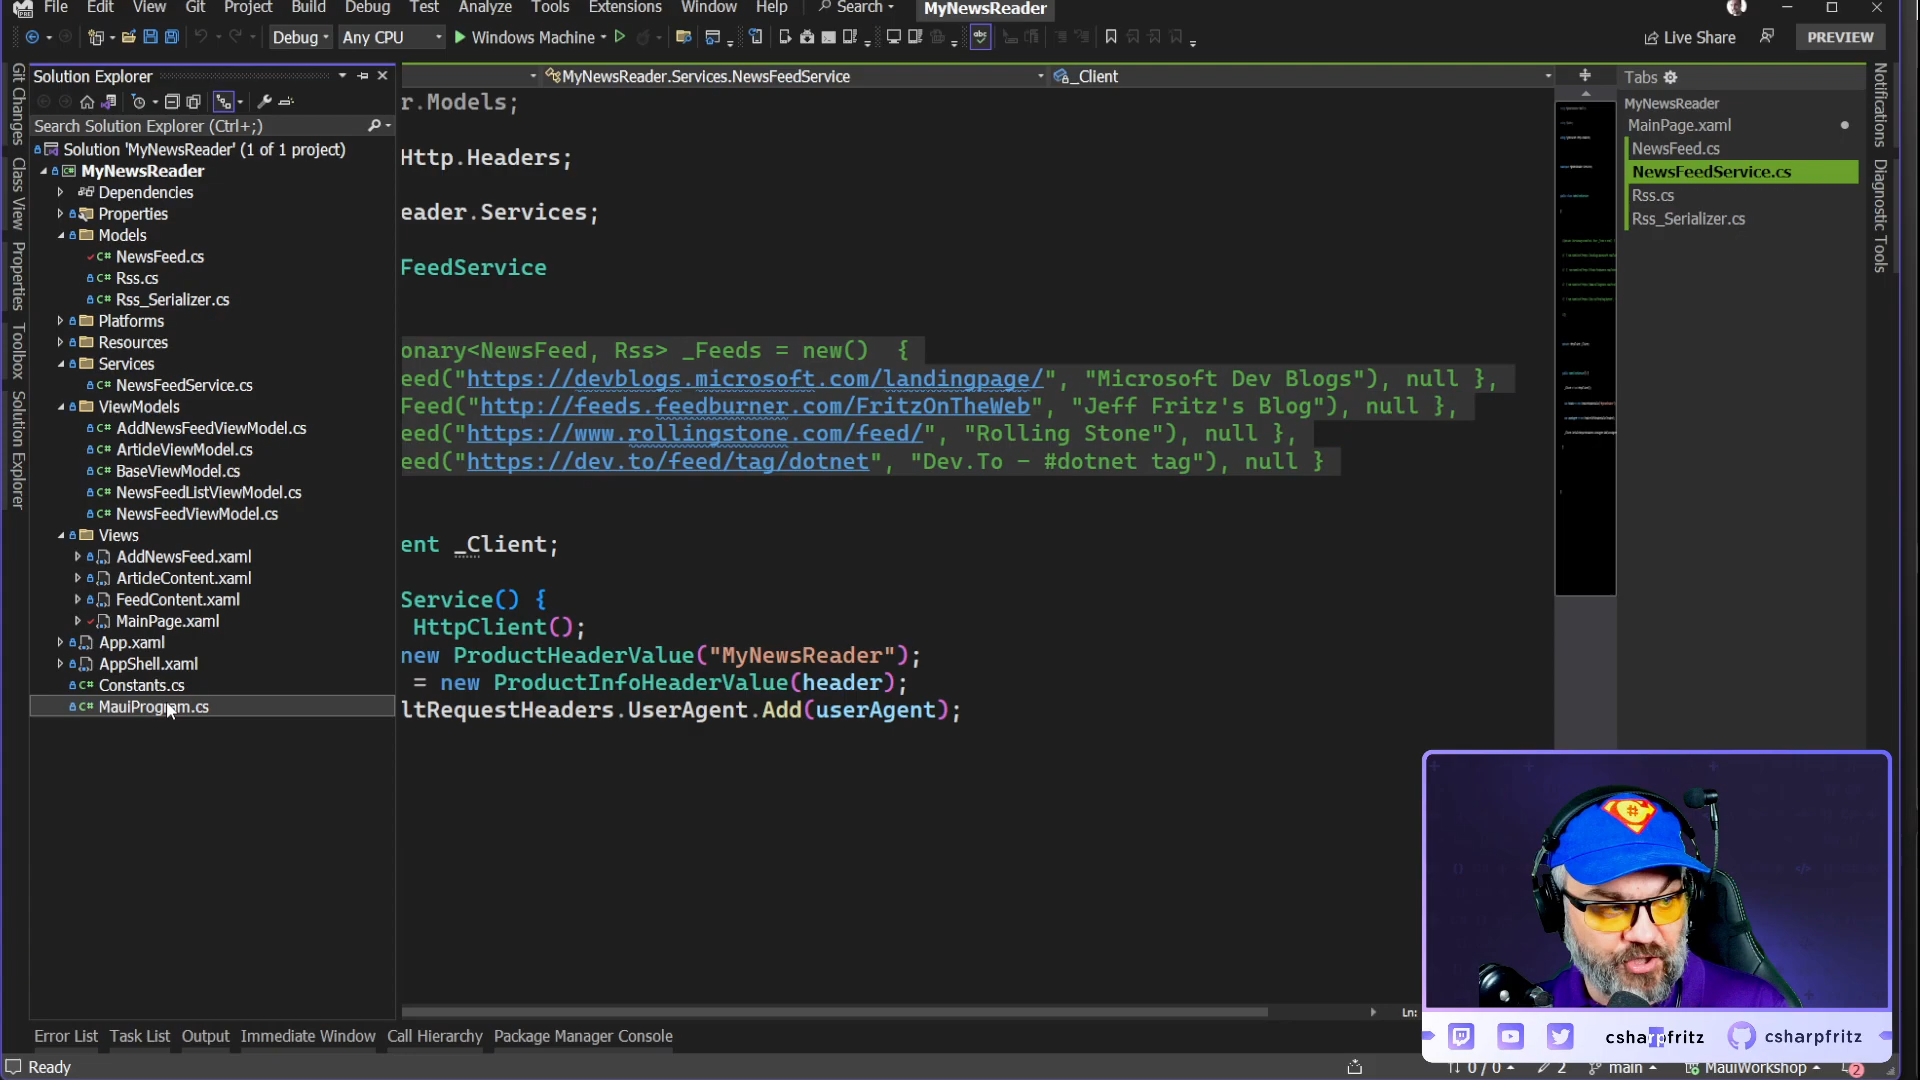 File Edit View Git Project Build Debug Test Analyze Tools Extensions Window Help Search MyNewsReader
Debug Any CPU Windows Machine Live Share PREVIEW
Solution Explorer
Search Solution Explorer (Ctrl+;)
Solution 'MyNewsReader' (1 of 1 project)
MyNewsReader
Dependencies
Properties
Models
NewsFeed.cs
Rss.cs
Rss_Serializer.cs
Platforms
Resources
Services
NewsFeedService.cs
ViewModels
AddNewsFeedViewModel.cs
ArticleViewModel.cs
BaseViewModel.cs
NewsFeedListViewModel.cs
NewsFeedViewModel.cs
Views
AddNewsFeed.xaml
ArticleContent.xaml
FeedContent.xaml
MainPage.xaml
App.xaml
AppShell.xaml
Constants.cs
MauiProgram.cs
Git Changes
Class View
Properties
Toolbox
Solution Explorer
MyNewsReader.Services.NewsFeedService _Client
r.Models;
Http.Headers;
eader.Services;
FeedService
onary<NewsFeed, Rss> _Feeds = new() {
eed("https://devblogs.microsoft.com/landingpage/", "Microsoft Dev Blogs"), null },
Feed("http://feeds.feedburner.com/FritzOnTheWeb", "Jeff Fritz's Blog"), null },
eed("https://www.rollingstone.com/feed/", "Rolling Stone"), null },
eed("https://dev.to/feed/tag/dotnet", "Dev.To - #dotnet tag"), null }
ent _Client;
Service() {
HttpClient();
new ProductHeaderValue("MyNewsReader");
= new ProductInfoHeaderValue(header);
ltRequestHeaders.UserAgent.Add(userAgent);
Tabs
MyNewsReader
MainPage.xaml
NewsFeed.cs
NewsFeedService.cs
Rss.cs
Rss_Serializer.cs
Notifications
Diagnostic Tools
Ln:
Error List Task List Output Immediate Window Call Hierarchy Package Manager Console
csharpfritz csharpfritz
Ready 0 / 0 2 main MauiWorkshop 2